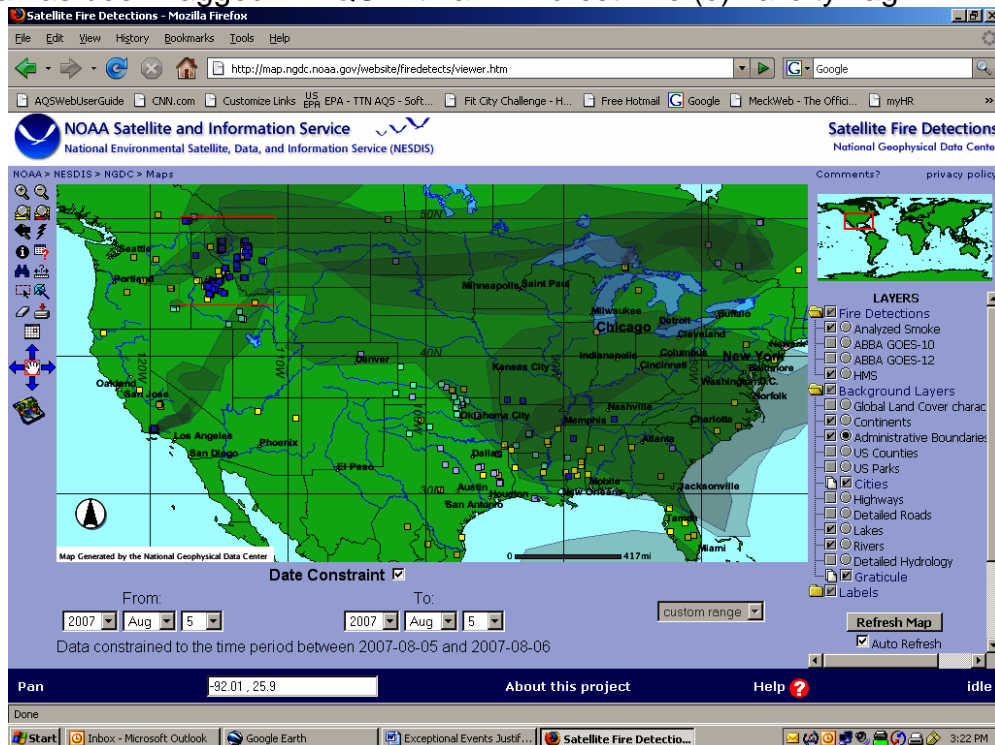 Satellite Fire Detections - Mozilla Firefox
File Edit View History Bookmarks Tools Help
http://map.ngdc.noaa.gov/website/firedetects/viewer.htm
Google
AQSWebUserGuide CNN.com Customize Links US EPA EPA - TTN AQS - Soft... Fit City Challenge - H... Free Hotmail Google MeckWeb - The Offici... myHR »
NOAA Satellite and Information Service
National Environmental Satellite, Data, and Information Service (NESDIS)
Satellite Fire Detections
National Geophysical Data Cente
NOAA > NESDIS > NGDC > Maps
Comments? privacy policy
50N
Seattle
Portland
Minneapolis Saint Paul
Milwaukee
Chicago
Detroit
Buffalo
Cleveland
Newark
New York
40N
120W
110W
100W
90W
80W
Denver
Kansas City
Indianapolis
Columbus
Cincinnati
Baltimore
Washington D.C.
Norfolk
Oakland
San Jose
Oklahoma City
Nashville
Memphis
Charlotte
Los Angeles
San Diego
Phoenix
Atlanta
Dallas
El Paso
30N
Austin
Houston
San Antonio
Mobile
New Orleans
Jacksonville
Tampa
Miami
Map Generated by the National Geophysical Data Center
0 417mi
LAYERS
Fire Detections
Analyzed Smoke
ABBA GOES-10
ABBA GOES-12
HMS
Background Layers
Global Land Cover charac
Continents
Administrative Boundaries
US Counties
US Parks
Cities
Highways
Detailed Roads
Lakes
Rivers
Detailed Hydrology
Graticule
Labels
Refresh Map
Auto Refresh
Date Constraint
From: To:
2007 Aug 5 2007 Aug 5 custom range
Data constrained to the time period between 2007-08-05 and 2007-08-06
Pan -92.01 , 25.9 About this project Help ? idle
Done
Start Inbox - Microsoft Outlook Google Earth Exceptional Events Justif... Satellite Fire Detectio... 3:22 PM